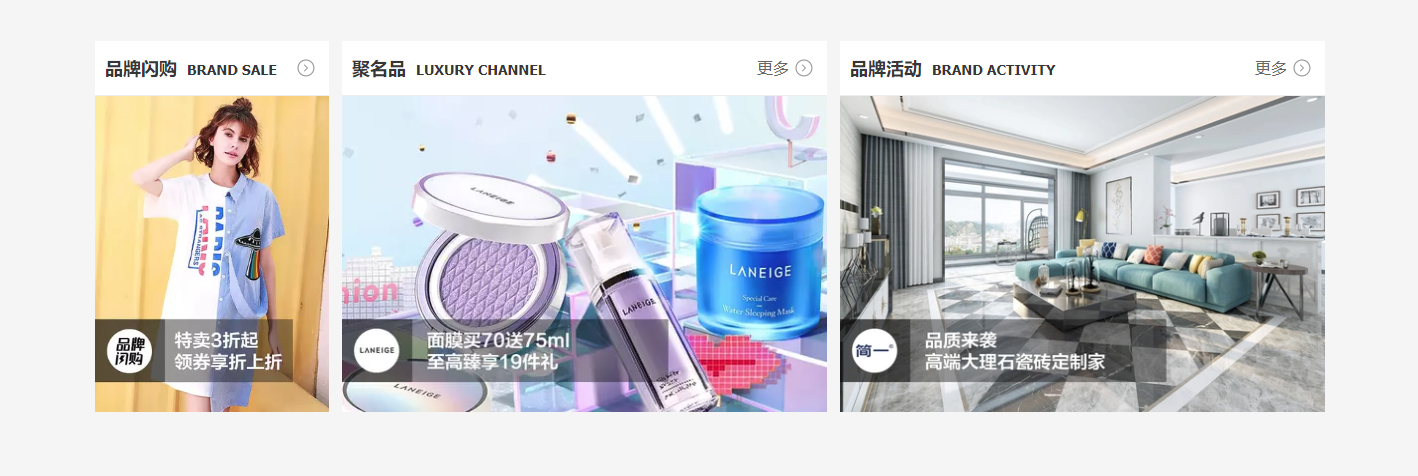 品牌闪购 BRAND SALE
品牌
闪购
特卖3折起
领券享折上折
聚名品 LUXURY CHANNEL 更多
LANEIGE
LANEIGE
Special Care
Water Sleeping Mask
LANEIGE
LANEIGE
面膜买70送75ml
至高臻享19件礼
LANEIGE
品牌活动 BRAND ACTIVITY 更多
简一
品质来袭
高端大理石瓷砖定制家